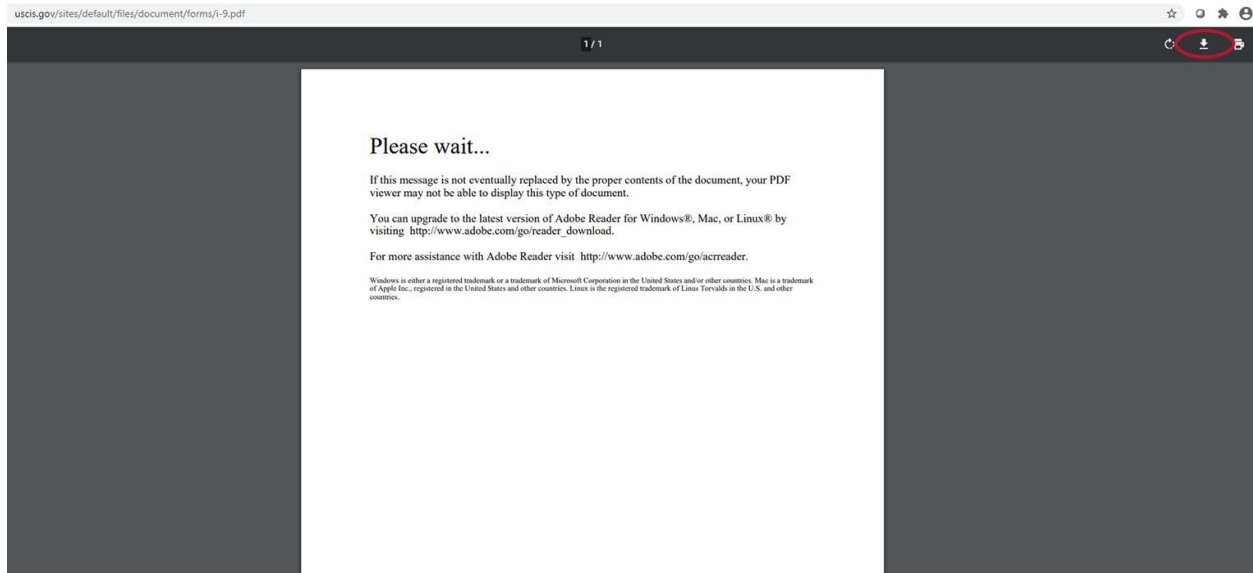 uscis.gov/sites/default/files/document/forms/i-9.pdf
1 / 1
Please wait...
If this message is not eventually replaced by the proper contents of the document, your PDF
viewer may not be able to display this type of document.
You can upgrade to the latest version of Adobe Reader for Windows®, Mac, or Linux® by
visiting http://www.adobe.com/go/reader_download.
For more assistance with Adobe Reader visit http://www.adobe.com/go/acrreader.
Windows is either a registered trademark or a trademark of Microsoft Corporation in the United States and/or other countries. Mac is a trademark
of Apple Inc., registered in the United States and other countries. Linux is the registered trademark of Linus Torvalds in the U.S. and other
countries.